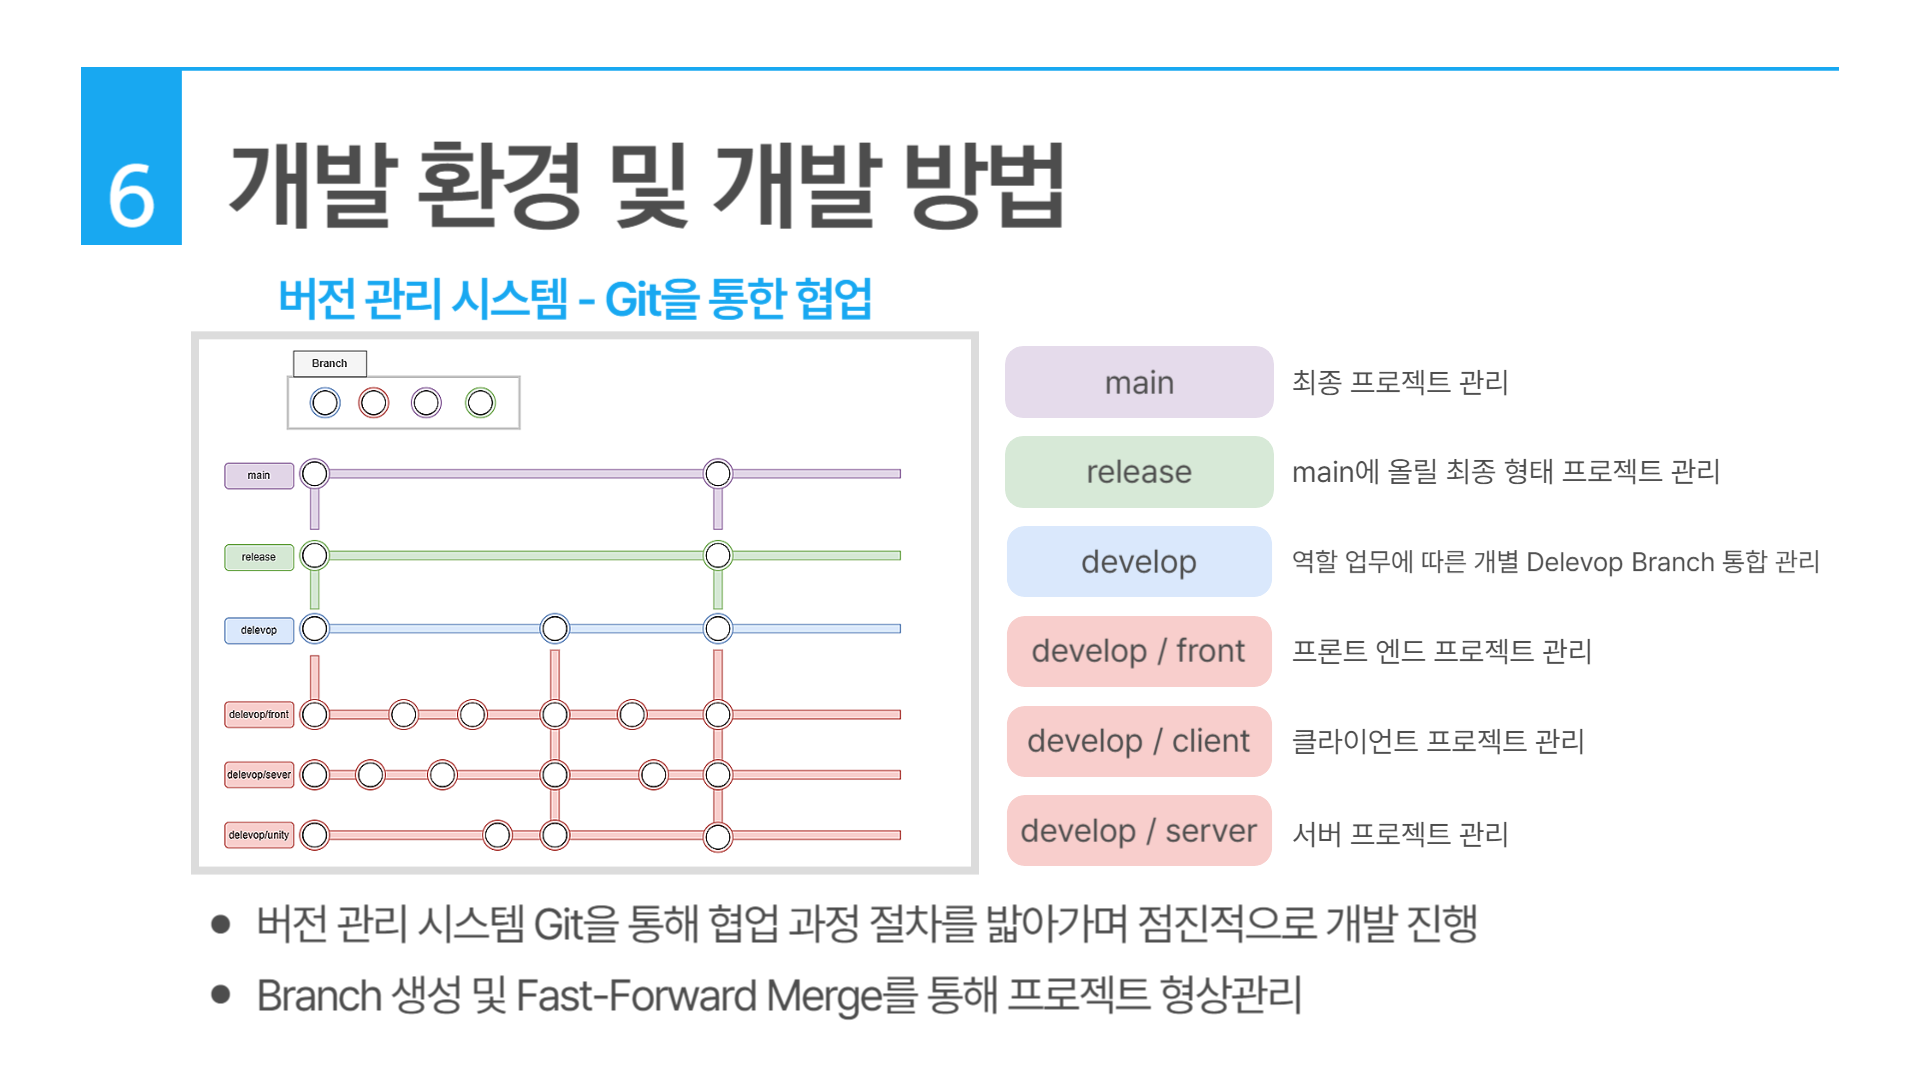 6
개발 환경 및 개발 방법
버전 관리 시스템 - Git을 통한 협업
Branch
main
release
delevop
delevop/front
delevop/sever
delevop/unity
main 최종 프로젝트 관리
release main에 올릴 최종 형태 프로젝트 관리
develop 역할 업무에 따른 개별 Delevop Branch 통합 관리
develop / front 프론트 엔드 프로젝트 관리
develop / client 클라이언트 프로젝트 관리
develop / server 서버 프로젝트 관리
● 버전 관리 시스템 Git을 통해 협업 과정 절차를 밟아가며 점진적으로 개발 진행
● Branch 생성 및 Fast-Forward Merge를 통해 프로젝트 형상관리